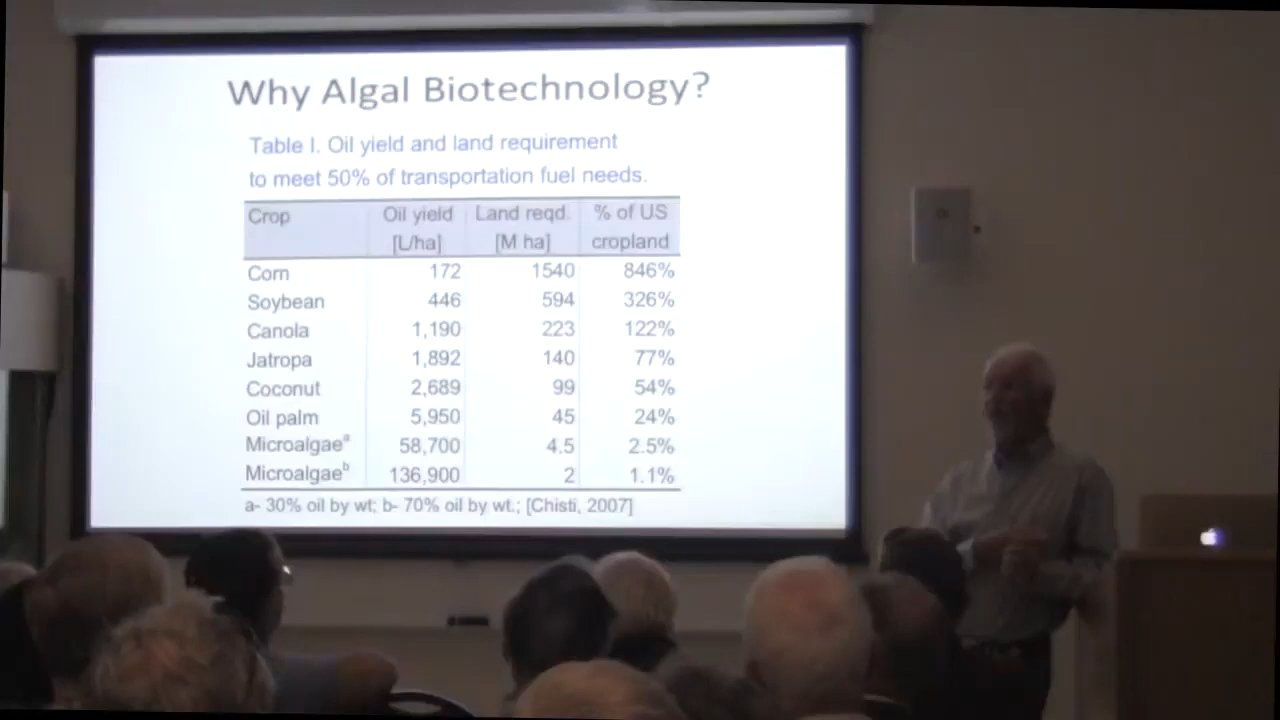 Why Algal Biotechnology?
Table I. Oil yield and land requirement
to meet 50% of transportation fuel needs.
Crop Oil yield [L/ha] Land reqd. [M ha] % of US cropland
Corn 172 1540 846%
Soybean 446 594 326%
Canola 1,190 223 122%
Jatropa 1,892 140 77%
Coconut 2,689 99 54%
Oil palm 5,950 45 24%
Microalgaeᵃ 58,700 4.5 2.5%
Microalgaeᵇ 136,900 2 1.1%
a- 30% oil by wt; b- 70% oil by wt.; [Chisti, 2007]